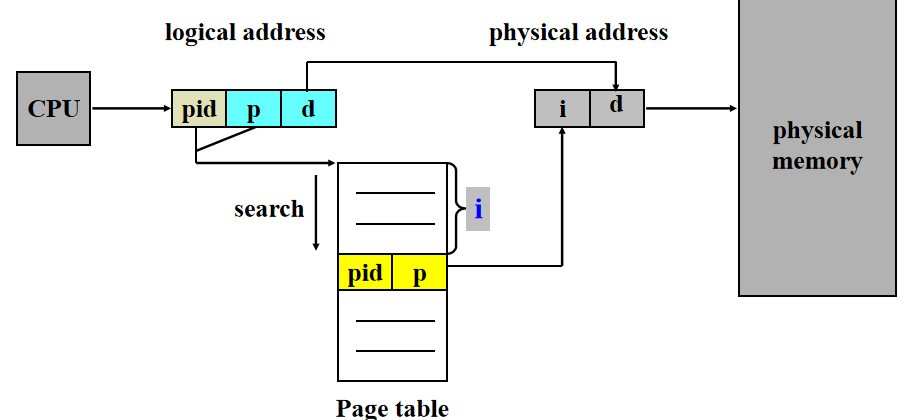 logical address
physical address
CPU
pid p d
i d
physical
memory
search
i
pid p
Page table